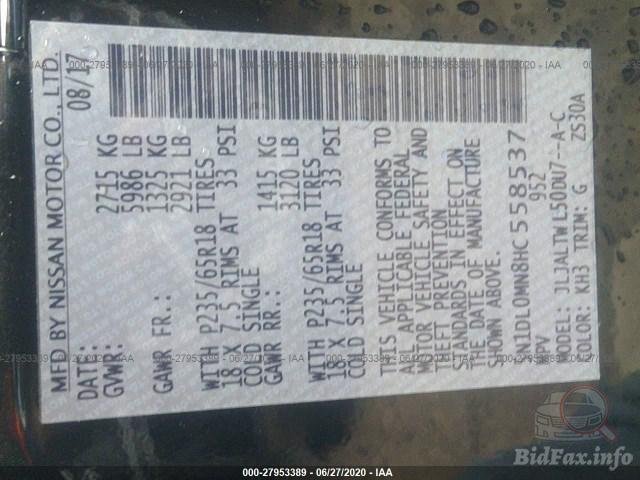 MFD BY NISSAN MOTOR CO., LTD.
DATE: 08/17
GVWR: 2715 KG
5986 LB
GAWR FR.: 1325 KG
2921 LB
WITH P235/65R18 TIRES
18 X 7.5 RIMS AT 33 PSI
COLD SINGLE
GAWR RR.: 1415 KG
3120 LB
WITH P235/65R18 TIRES
18 X 7.5 RIMS AT 33 PSI
COLD SINGLE
THIS VEHICLE CONFORMS TO
ALL APPLICABLE FEDERAL
MOTOR VEHICLE SAFETY AND
THEFT PREVENTION
STANDARDS IN EFFECT ON
THE DATE OF MANUFACTURE
SHOWN ABOVE.
5N1DL0MN8HC558537
MPV 952
MODEL: JLJALTWL50DU7--A-C
COLOR: KH3 TRIM: G ZS30A
000-27953389 - 06/27/2020 - IAA
BidFax.info